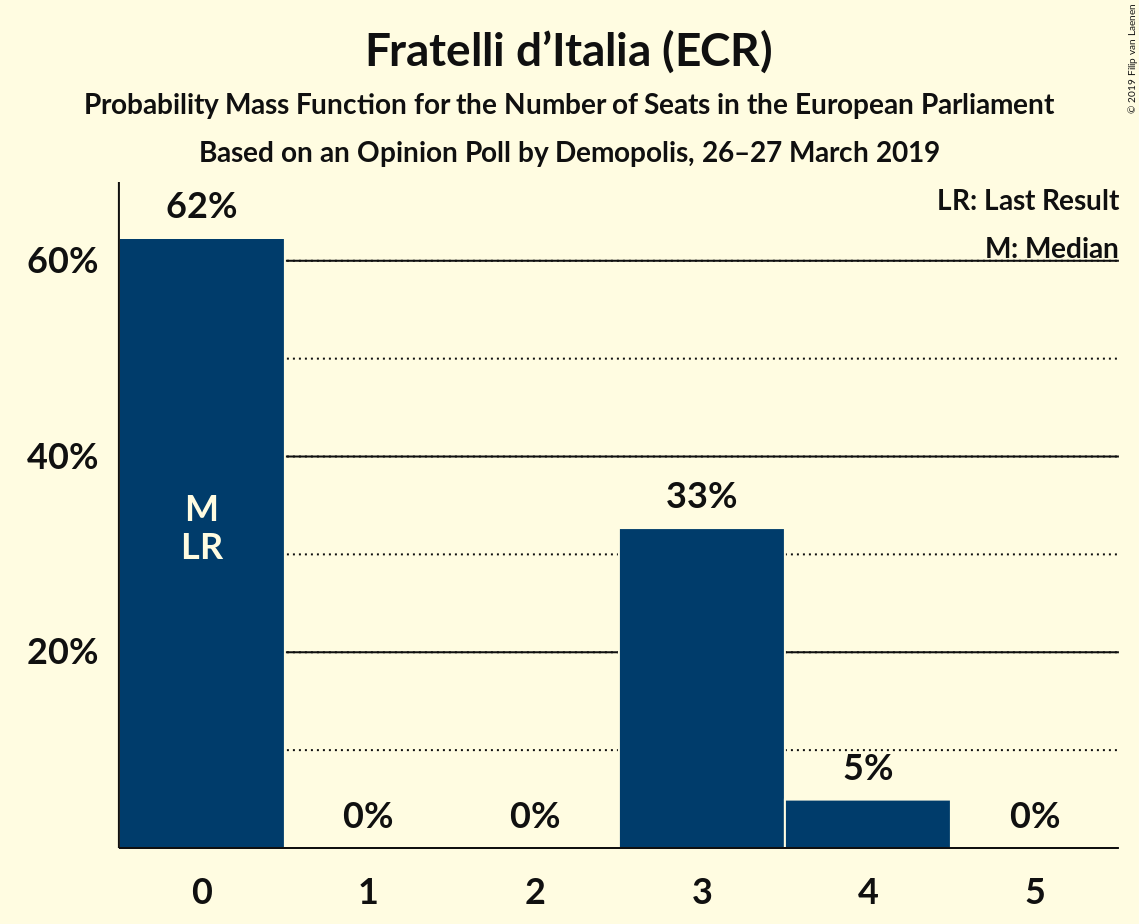 Fratelli d’Italia (ECR)
Probability Mass Function for the Number of Seats in the European Parliament
Based on an Opinion Poll by Demopolis, 26–27 March 2019
© 2019 Filip van Laenen
LR: Last Result
M: Median
62%
60%
40%
20%
M
LR
0%
0%
33%
5%
0%
0 1 2 3 4 5